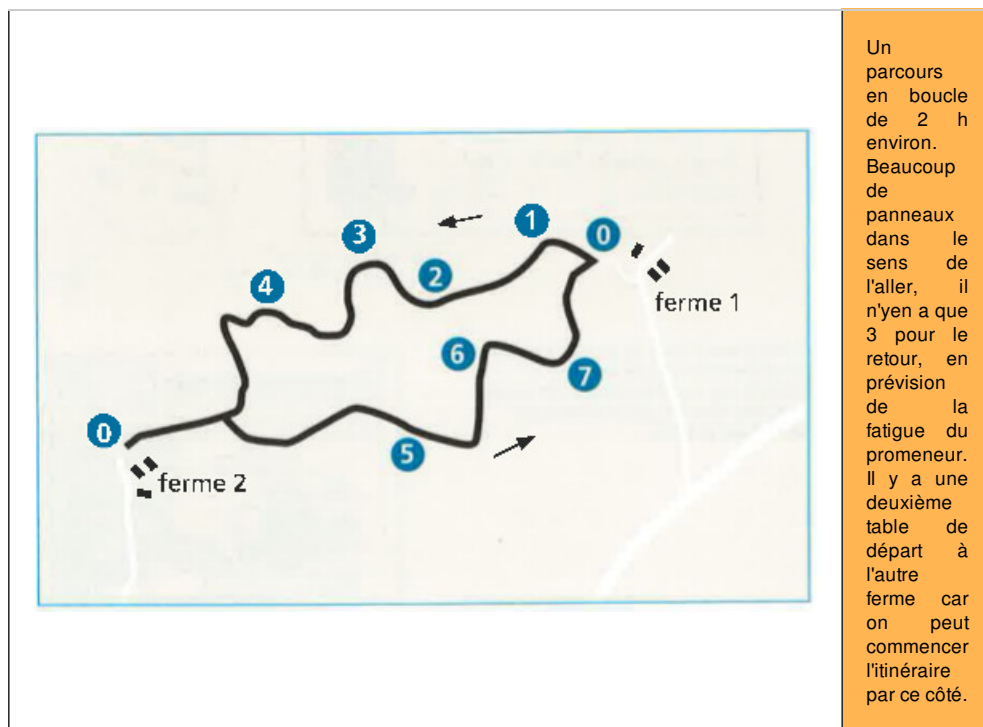 3
1
0
4
2
ferme 1
6
7
0
5
ferme 2
Un
parcours
en boucle
de 2 h
environ.
Beaucoup
de
panneaux
dans le
sens de
l'aller, il
n'yen a que
3 pour le
retour, en
prévision
de la
fatigue du
promeneur.
Il y a une
deuxième
table de
départ à
l'autre
ferme car
on peut
commencer
l'itinéraire
par ce côté.